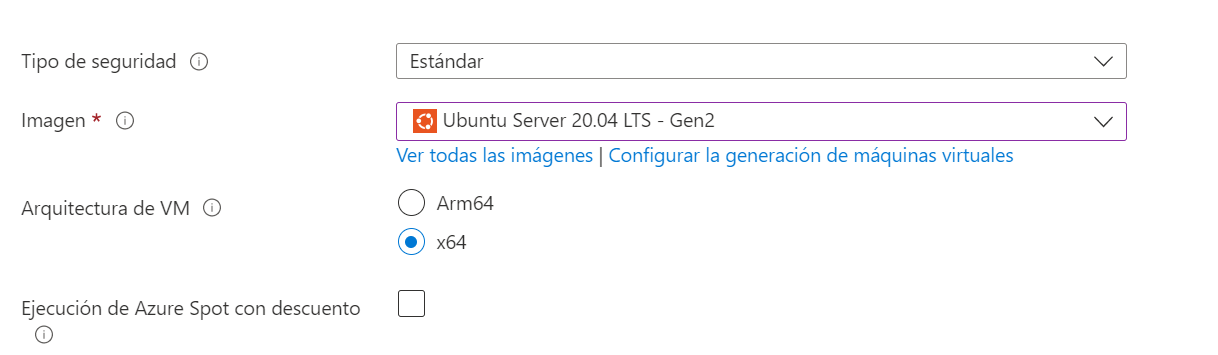 Tipo de seguridad
Estándar
Imagen *
Ubuntu Server 20.04 LTS - Gen2
Ver todas las imágenes | Configurar la generación de máquinas virtuales
Arquitectura de VM
Arm64
x64
Ejecución de Azure Spot con descuento